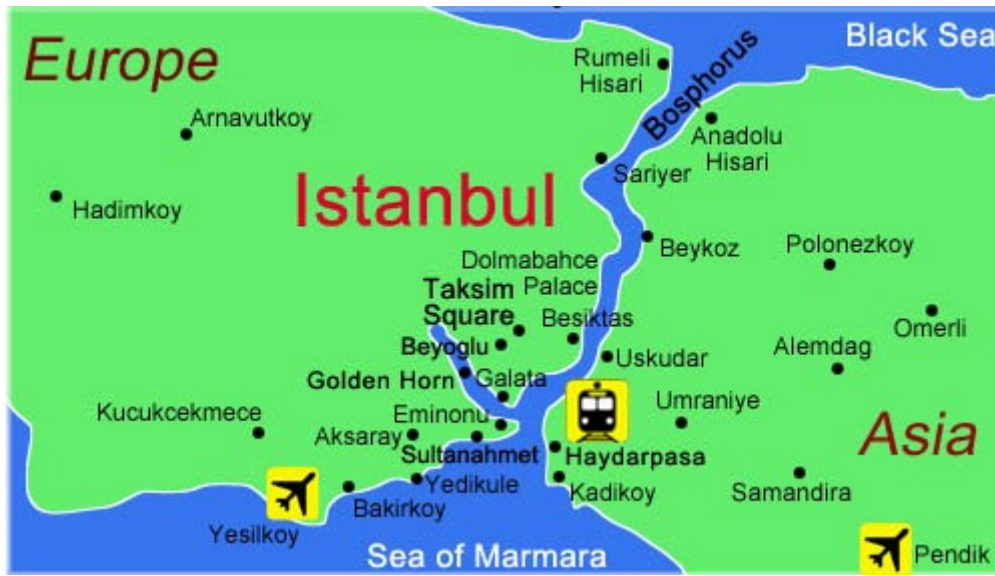 Black Sea
Europe
Rumeli
Hisari
Bosphorus
Arnavutkoy
Anadolu
Hisari
Sariyer
Istanbul
Hadimkoy
Beykoz
Polonezkoy
Dolmabahce
Palace
Taksim
Square
Besiktas
Omerli
Beyoglu
Uskudar
Alemdag
Golden Horn
Galata
Kucukcekmece
Eminonu
Umraniye
Aksaray
Asia
Sultanahmet
Haydarpasa
Yedikule
Kadikoy
Samandira
Bakirkoy
Yesilkoy
Sea of Marmara
Pendik